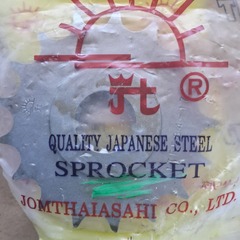 ®
QUALITY JAPANESE STEEL
SPROCKET
JOMTHAIASAHI CO., LTD.